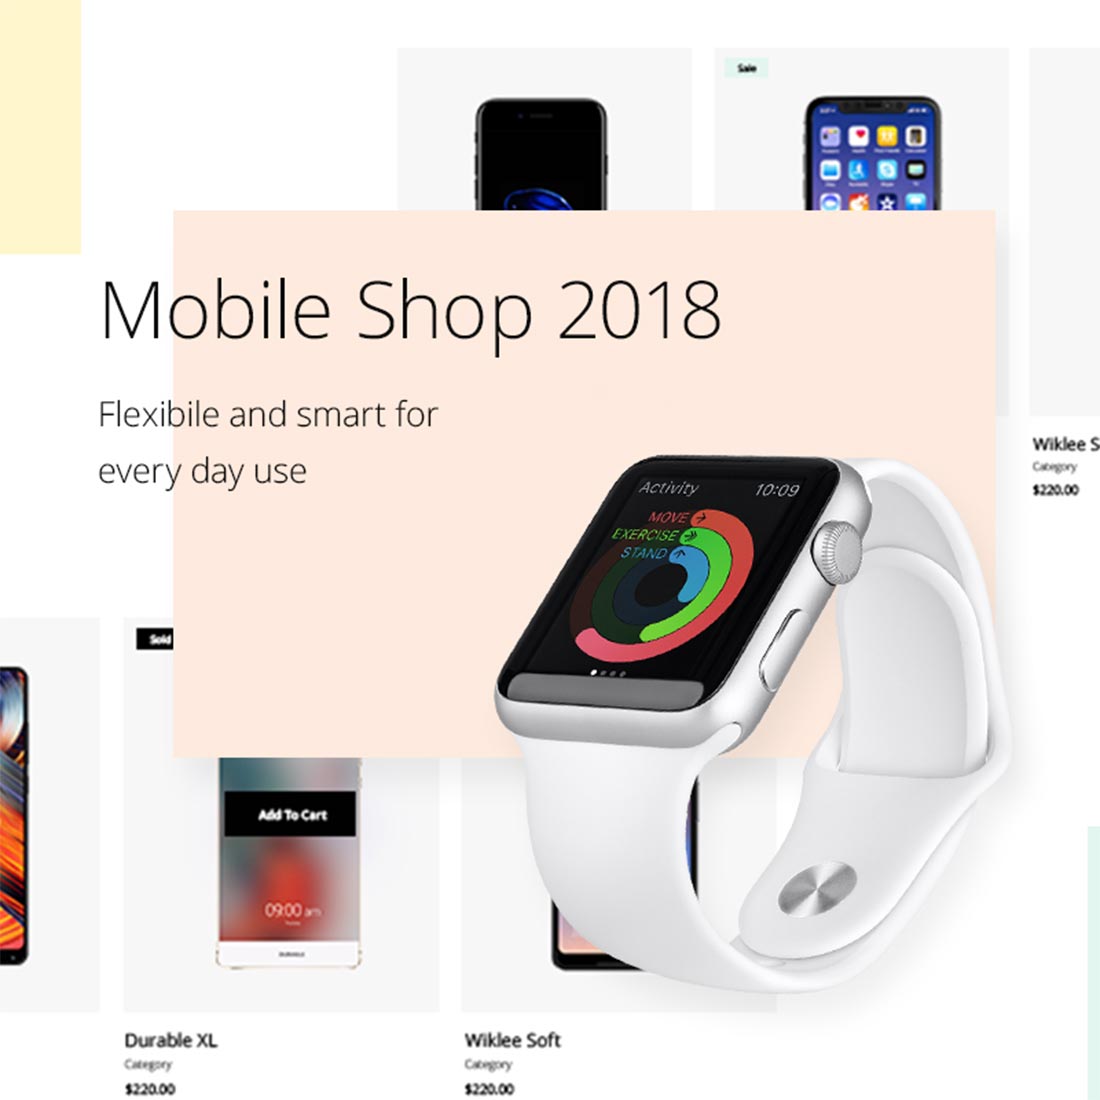 Sale
Mobile Shop 2018
Flexibile and smart for
every day use
Wiklee S
Category
$220.00
Activity 10:09
MOVE
EXERCISE
STAND
Sold
Add To Cart
09:00 am
Durable XL
Category
$220.00
Wiklee Soft
Category
$220.00